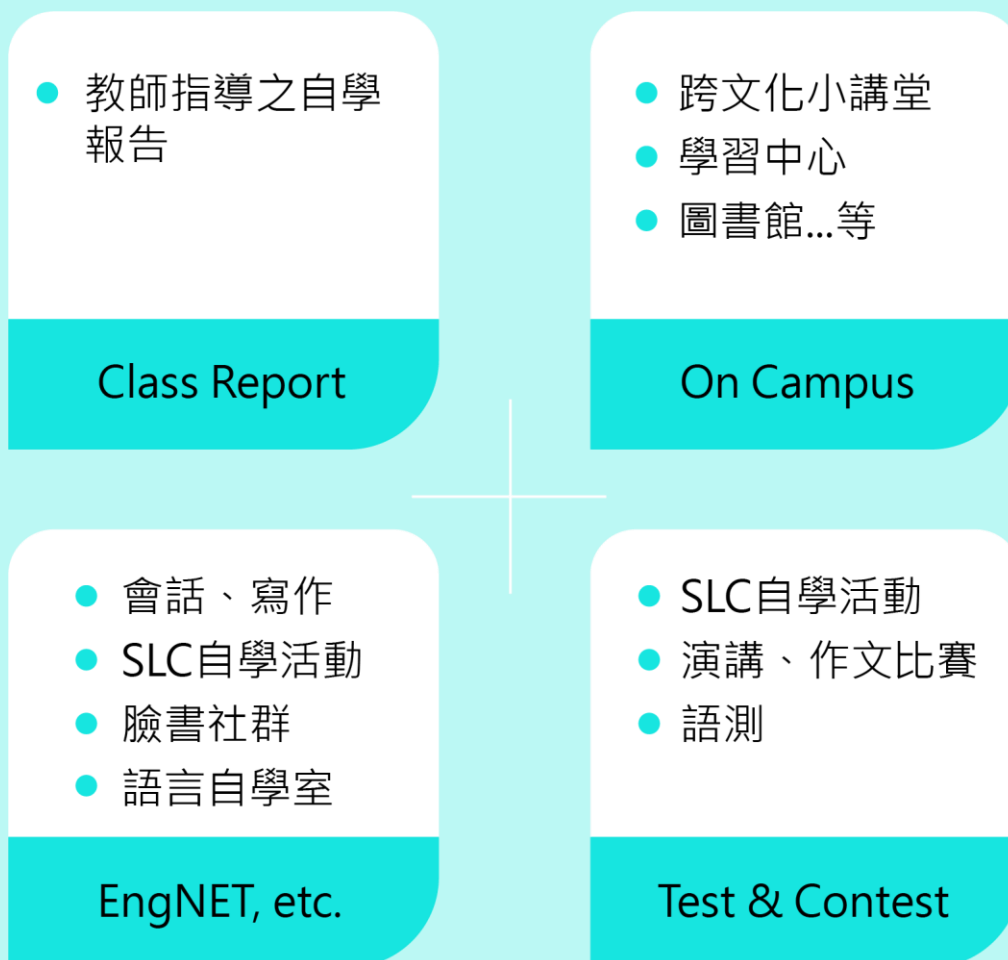 教師指導之自學
報告
Class Report
跨文化小講堂
學習中心
圖書館...等
On Campus
會話、寫作
SLC自學活動
臉書社群
語言自學室
EngNET, etc.
SLC自學活動
演講、作文比賽
語測
Test & Contest